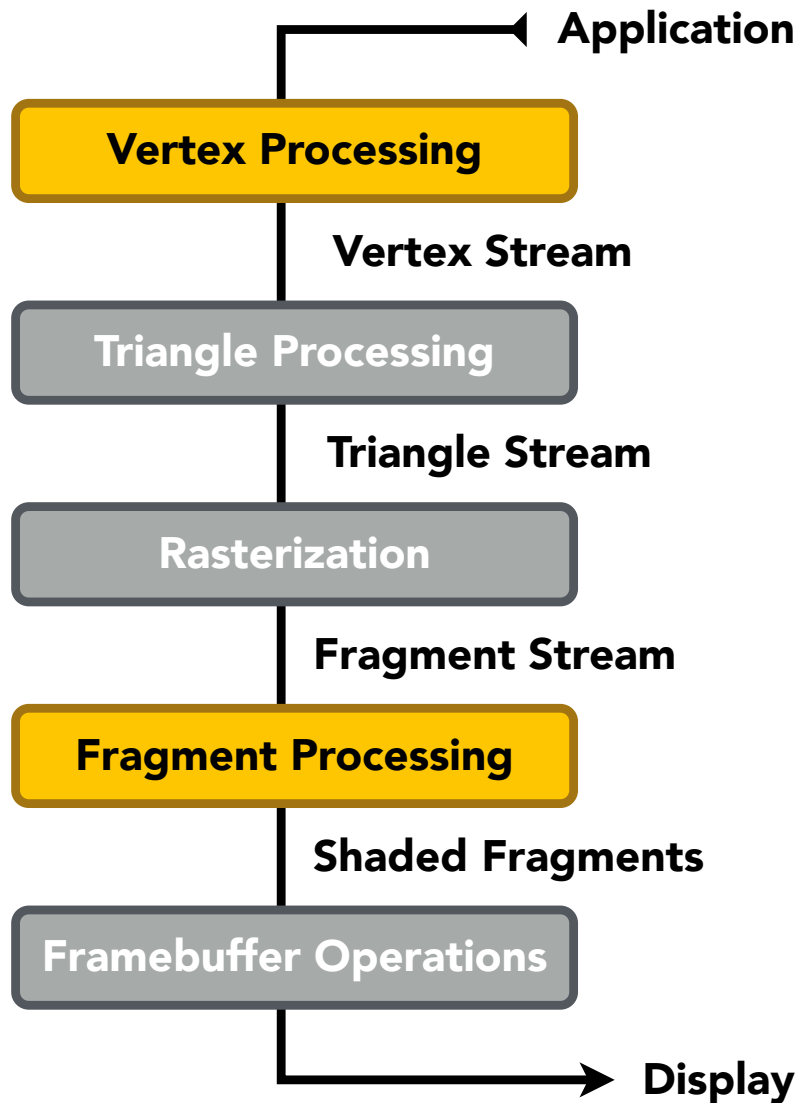 Application
Vertex Processing
Vertex Stream
Triangle Processing
Triangle Stream
Rasterization
Fragment Stream
Fragment Processing
Shaded Fragments
Framebuffer Operations
Display